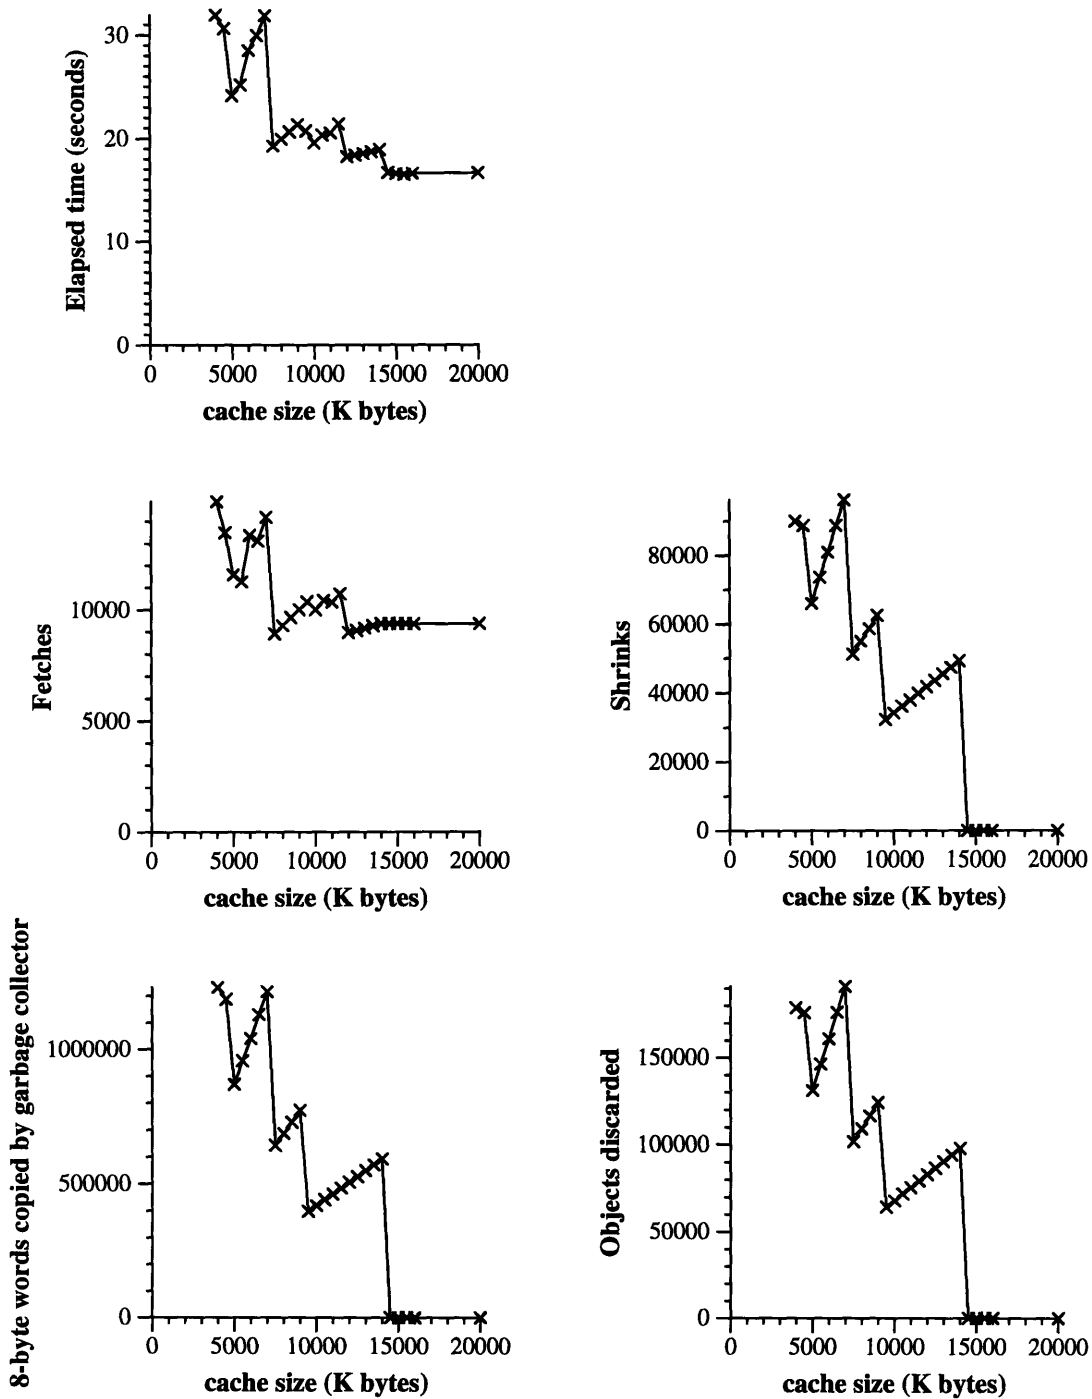 Elapsed time (seconds)
30
20
10
0
0 5000 10000 15000 20000
cache size (K bytes)
Fetches
10000
5000
0
0 5000 10000 15000 20000
cache size (K bytes)
Shrinks
80000
60000
40000
20000
0
0 5000 10000 15000 20000
cache size (K bytes)
8-byte words copied by garbage collector
1000000
500000
0
0 5000 10000 15000 20000
cache size (K bytes)
Objects discarded
150000
100000
50000
0
0 5000 10000 15000 20000
cache size (K bytes)